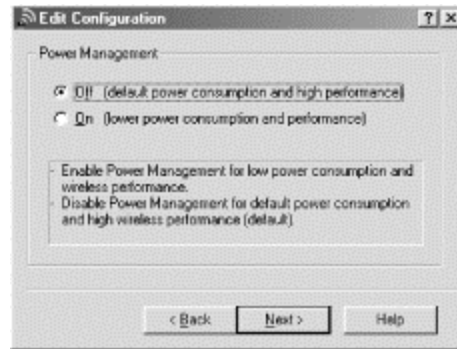 Edit Configuration
Power Management
Off (default power consumption and high performance)
On (lower power consumption and performance)
- Enable Power Management for low power consumption and
wireless performance.
- Disable Power Management for default power consumption
and high wireless performance (default)
< Back
Next >
Help